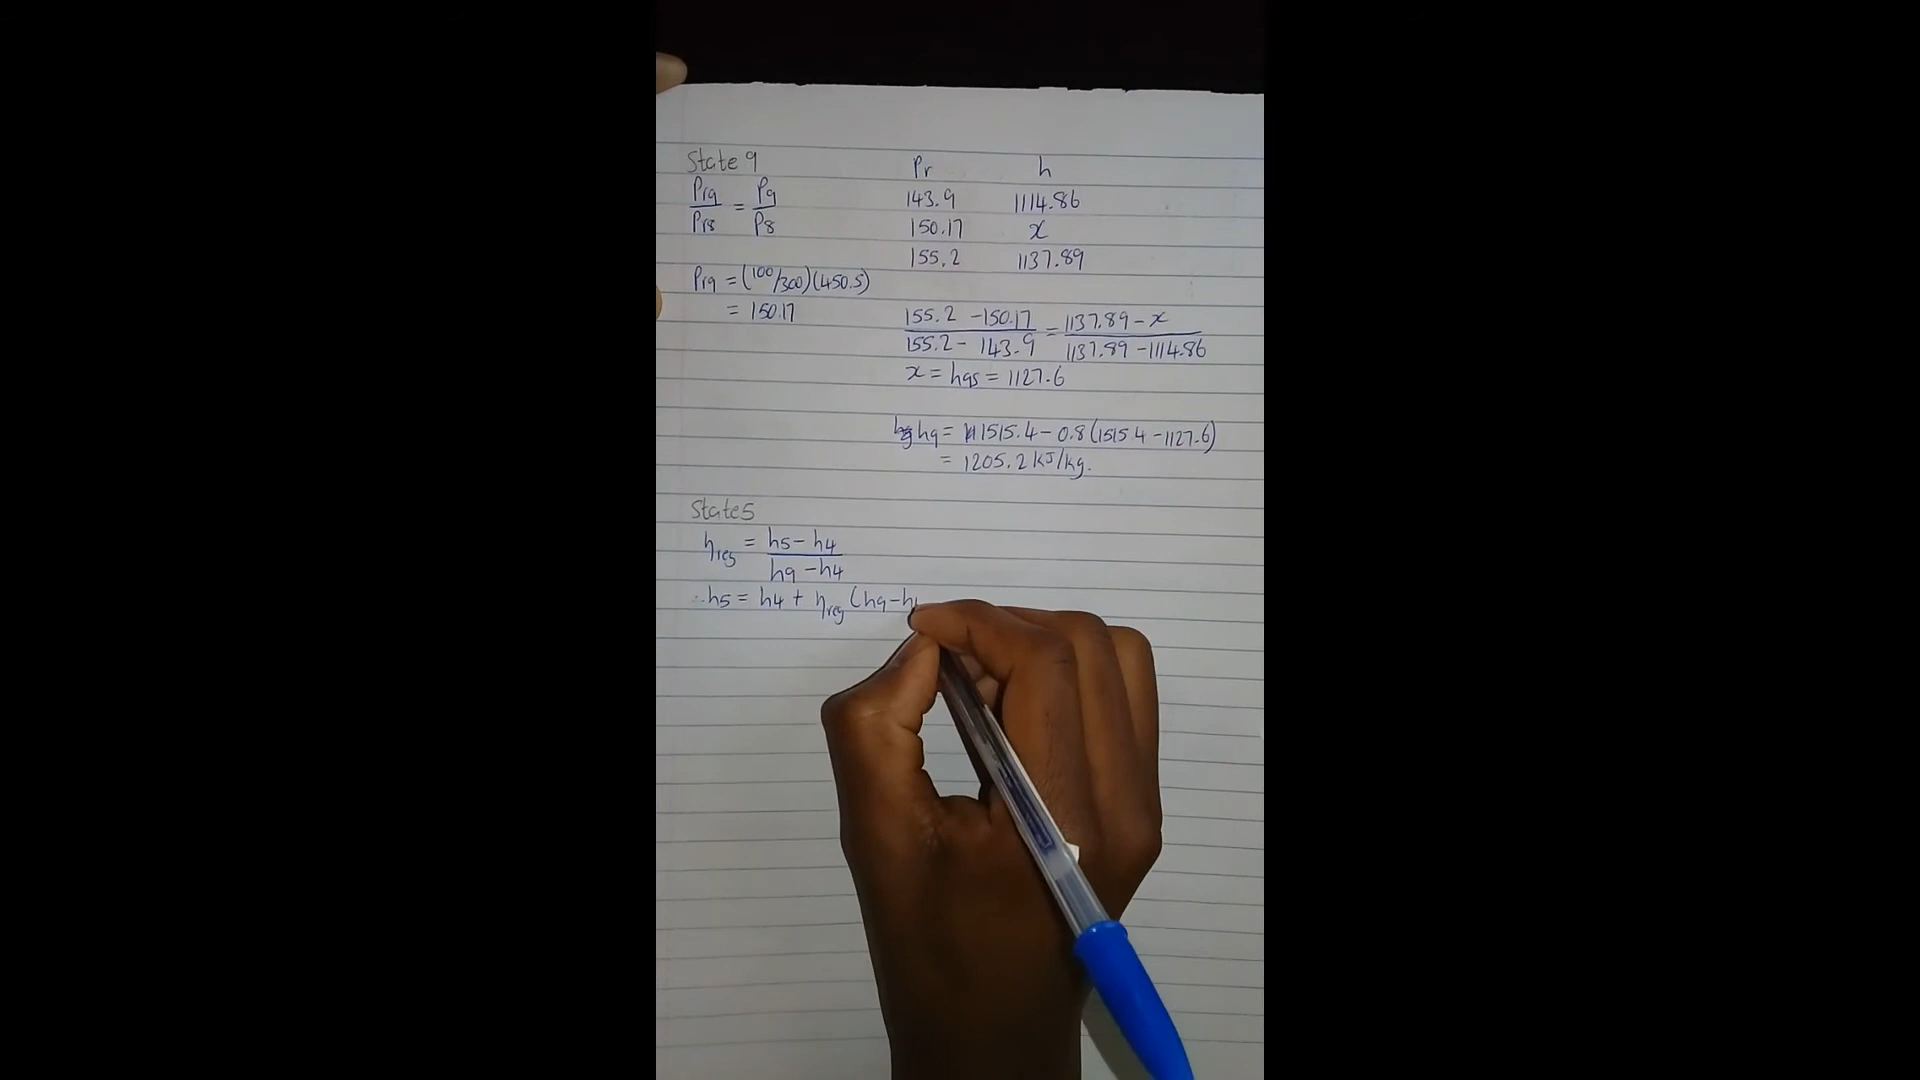 State 9
Pr9/Pr8 = P9/P8
Pr9 = (100/300)(450.5)
= 150.17
Pr h
143.9 1114.86
150.17 x
155.2 1137.89
155.2 - 150.17 / 155.2 - 143.9 = 1137.89 - x / 1137.89 - 1114.86
x = h9s = 1127.6
h9 = 1515.4 - 0.8(1515.4 - 1127.6)
= 1205.2 kJ/kg.
State 5
ηreg = h5 - h4 / h9 - h4
∴ h5 = h4 + ηreg (h9 - h